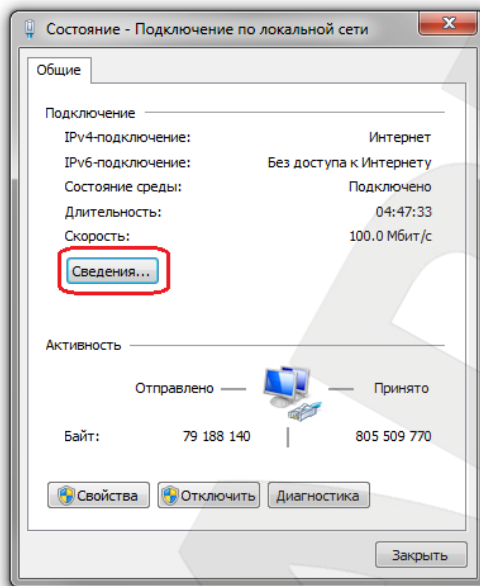 Состояние - Подключение по локальной сети
Общие
Подключение
IPv4-подключение: Интернет
IPv6-подключение: Без доступа к Интернету
Состояние среды: Подключено
Длительность: 04:47:33
Скорость: 100.0 Мбит/с
Сведения...
Активность
Отправлено — — Принято
Байт: 79 188 140 | 805 509 770
Свойства Отключить Диагностика
Закрыть